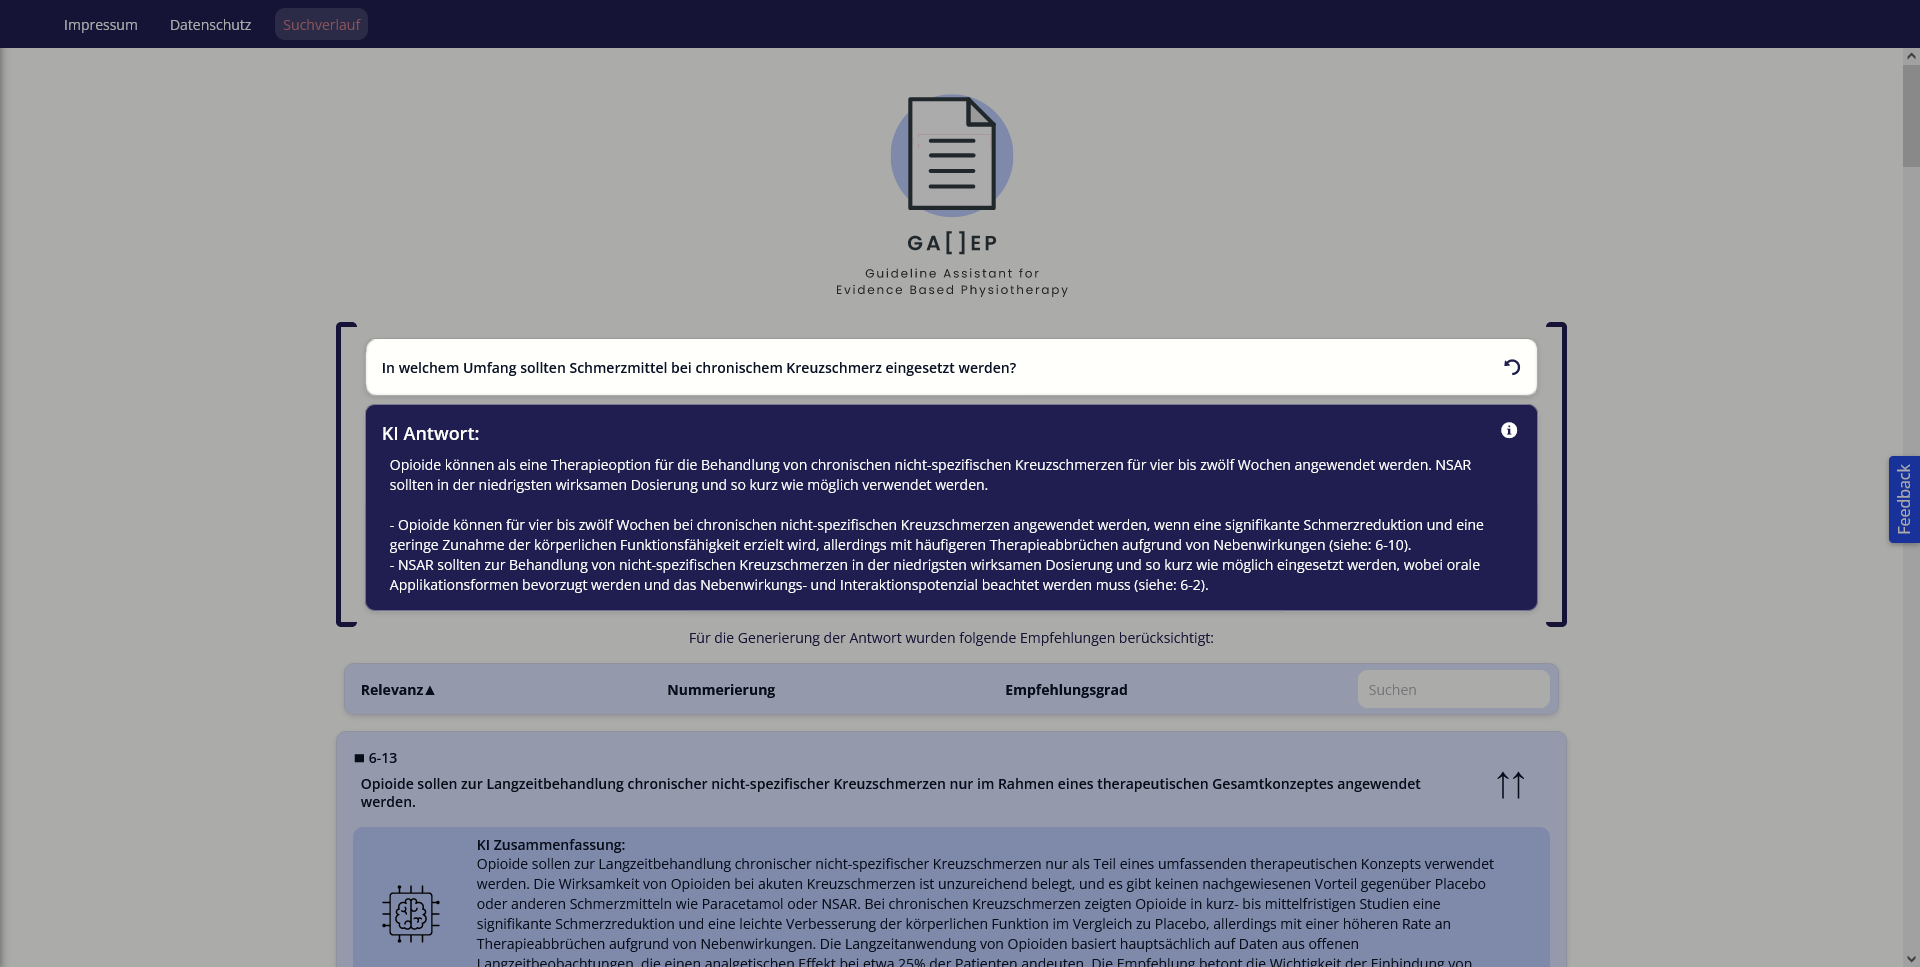 Impressum
Datenschutz
Suchverlauf
GA[ ]EP
Guideline Assistant for
Evidence Based Physiotherapy
In welchem Umfang sollten Schmerzmittel bei chronischem Kreuzschmerz eingesetzt werden?
KI Antwort:
Opioide können als eine Therapieoption für die Behandlung von chronischen nicht-spezifischen Kreuzschmerzen für vier bis zwölf Wochen angewendet werden. NSAR
sollten in der niedrigsten wirksamen Dosierung und so kurz wie möglich verwendet werden.
- Opioide können für vier bis zwölf Wochen bei chronischen nicht-spezifischen Kreuzschmerzen angewendet werden, wenn eine signifikante Schmerzreduktion und eine
geringe Zunahme der körperlichen Funktionsfähigkeit erzielt wird, allerdings mit häufigeren Therapieabbrüchen aufgrund von Nebenwirkungen (siehe: 6-10).
- NSAR sollten zur Behandlung von nicht-spezifischen Kreuzschmerzen in der niedrigsten wirksamen Dosierung und so kurz wie möglich eingesetzt werden, wobei orale
Applikationsformen bevorzugt werden und das Nebenwirkungs- und Interaktionspotenzial beachtet werden muss (siehe: 6-2).
Feedback
Für die Generierung der Antwort wurden folgende Empfehlungen berücksichtigt:
Relevanz▲
Nummerierung
Empfehlungsgrad
Suchen
6-13
Opioide sollen zur Langzeitbehandlung chronischer nicht-spezifischer Kreuzschmerzen nur im Rahmen eines therapeutischen Gesamtkonzeptes angewendet
werden.
↑↑
KI Zusammenfassung:
Opioide sollen zur Langzeitbehandlung chronischer nicht-spezifischer Kreuzschmerzen nur als Teil eines umfassenden therapeutischen Konzepts verwendet
werden. Die Wirksamkeit von Opioiden bei akuten Kreuzschmerzen ist unzureichend belegt, und es gibt keinen nachgewiesenen Vorteil gegenüber Placebo
oder anderen Schmerzmitteln wie Paracetamol oder NSAR. Bei chronischen Kreuzschmerzen zeigten Opioide in kurz- bis mittelfristigen Studien eine
signifikante Schmerzreduktion und eine leichte Verbesserung der körperlichen Funktion im Vergleich zu Placebo, allerdings mit einer höheren Rate an
Therapieabbrüchen aufgrund von Nebenwirkungen. Die Langzeitanwendung von Opioiden basiert hauptsächlich auf Daten aus offenen
Langzeitbeobachtungen, die einen analgetischen Effekt bei etwa 25% der Patienten andeuten. Die Empfehlung betont die Wichtigkeit der Einbindung von